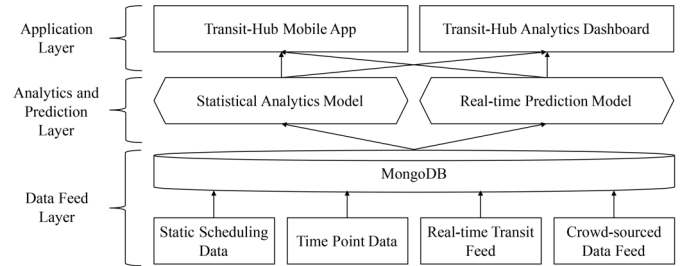 Application
Layer
Transit-Hub Mobile App
Transit-Hub Analytics Dashboard
Analytics and
Prediction
Layer
Statistical Analytics Model
Real-time Prediction Model
Data Feed
Layer
MongoDB
Static Scheduling
Data
Time Point Data
Real-time Transit
Feed
Crowd-sourced
Data Feed